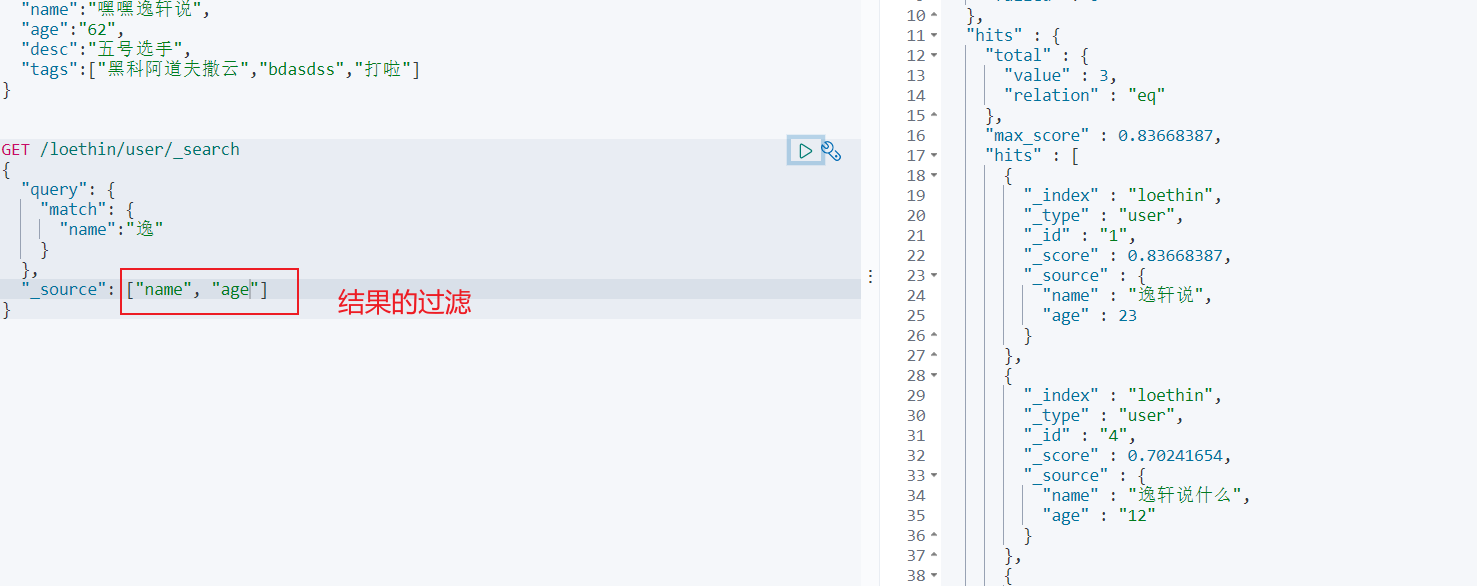 "name":"嘿嘿逸轩说",
"age":"62",
"desc":"五号选手",
"tags":["黑科阿道夫撒云","bdasdss","打啦"]
}
GET /loethin/user/_search
{
"query": {
"match": {
"name":"逸"
}
},
"_source": ["name", "age"]
}
结果的过滤
10 },
11 "hits" : {
12 "total" : {
13 "value" : 3,
14 "relation" : "eq"
15 },
16 "max_score" : 0.83668387,
17 "hits" : [
18 {
19 "_index" : "loethin",
20 "_type" : "user",
21 "_id" : "1",
22 "_score" : 0.83668387,
23 "_source" : {
24 "name" : "逸轩说",
25 "age" : 23
26 }
27 },
28 {
29 "_index" : "loethin",
30 "_type" : "user",
31 "_id" : "4",
32 "_score" : 0.70241654,
33 "_source" : {
34 "name" : "逸轩说什么",
35 "age" : "12"
36 }
37 },
38 {